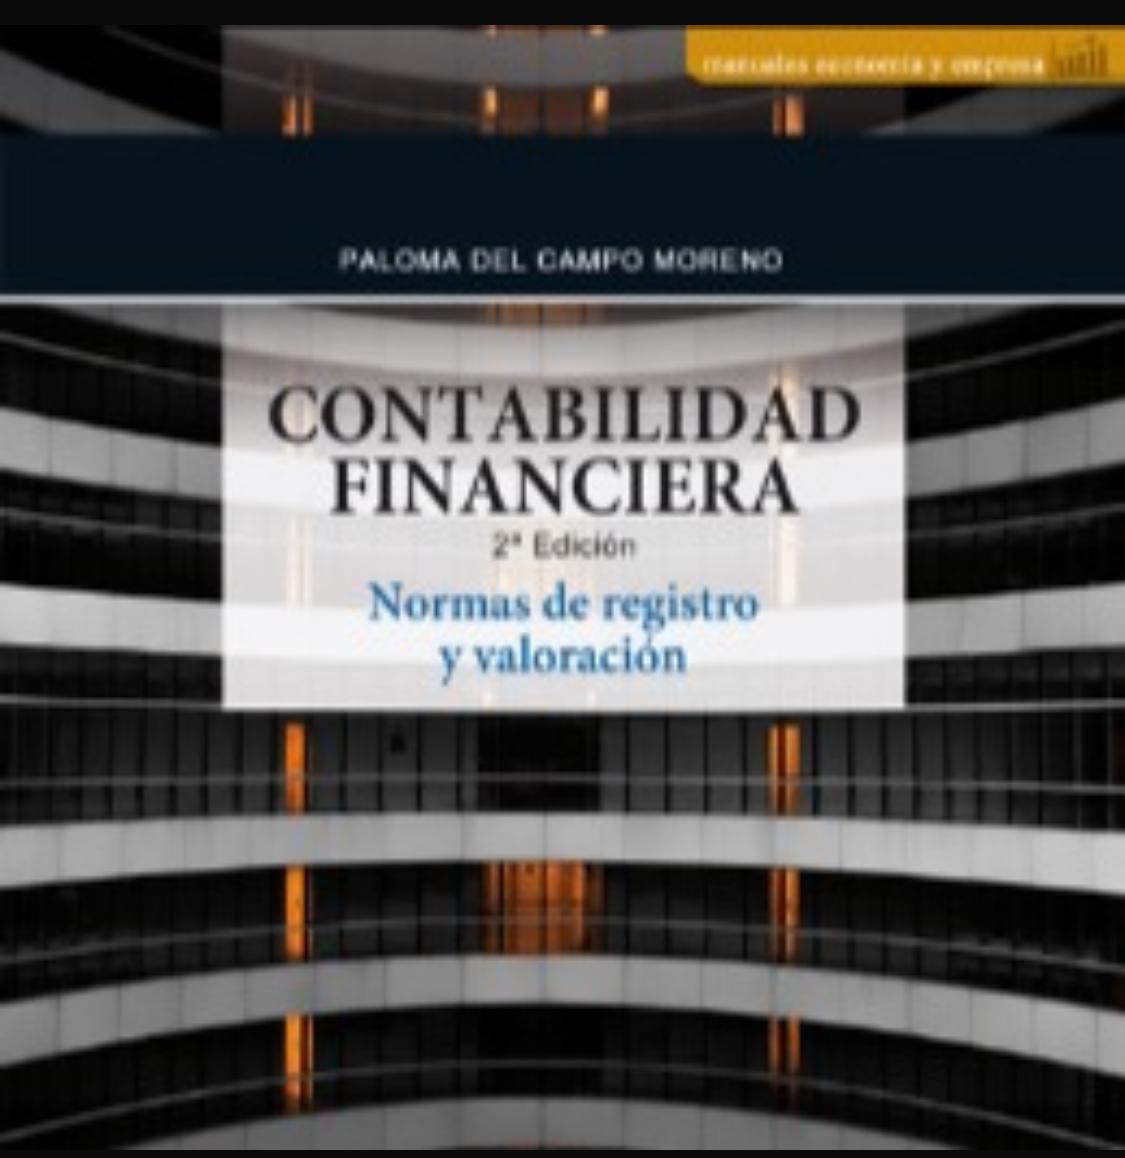 manuales economía y empresa
PALOMA DEL CAMPO MORENO
CONTABILIDAD
FINANCIERA
2ª Edición
Normas de registro
y valoración